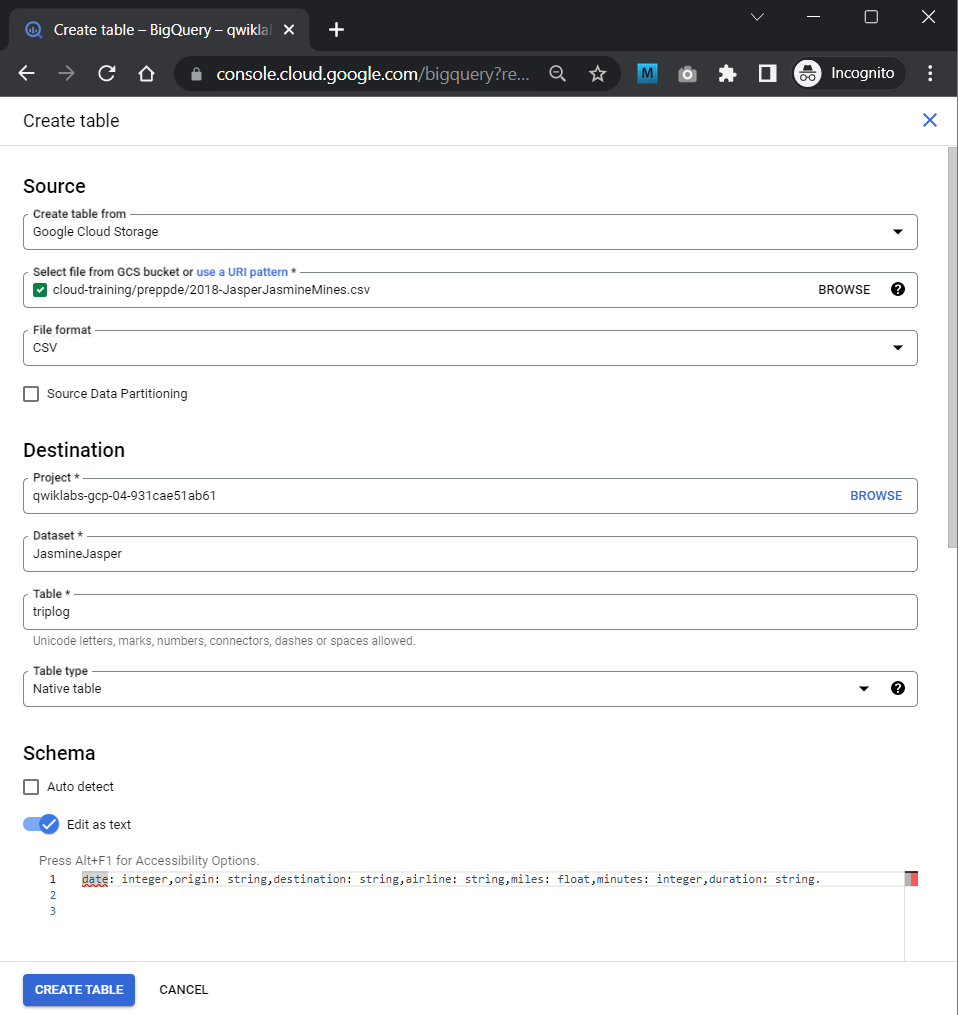 Create table – BigQuery – qwikla
console.cloud.google.com/bigquery?re...
M
Incognito
Create table
Source
Create table from
Google Cloud Storage
Select file from GCS bucket or use a URI pattern *
cloud-training/preppde/2018-JasperJasmineMines.csv
BROWSE
File format
CSV
Source Data Partitioning
Destination
Project *
qwiklabs-gcp-04-931cae51ab61
BROWSE
Dataset *
JasmineJasper
Table *
triplog
Unicode letters, marks, numbers, connectors, dashes or spaces allowed.
Table type
Native table
Schema
Auto detect
Edit as text
Press Alt+F1 for Accessibility Options.
1 date: integer,origin: string,destination: string,airline: string,miles: float,minutes: integer,duration: string.
2
3
CREATE TABLE
CANCEL